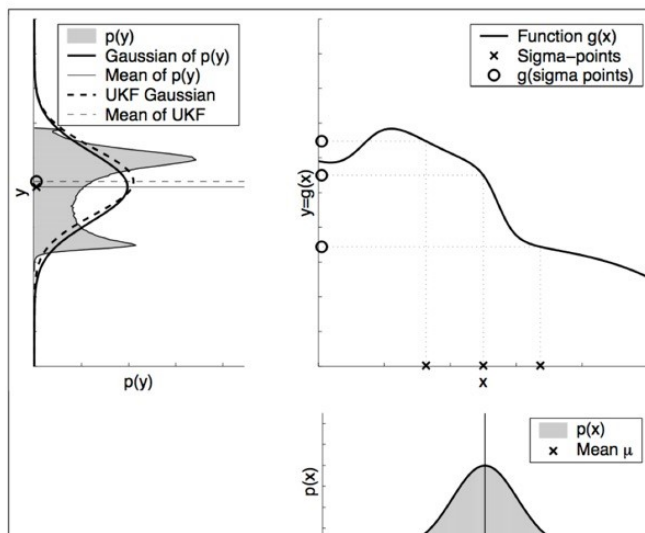 p(y)
Gaussian of p(y)
Mean of p(y)
UKF Gaussian
Mean of UKF
y
p(y)
Function g(x)
Sigma–points
g(sigma points)
y=g(x)
x
p(x)
Mean μ
p(x)